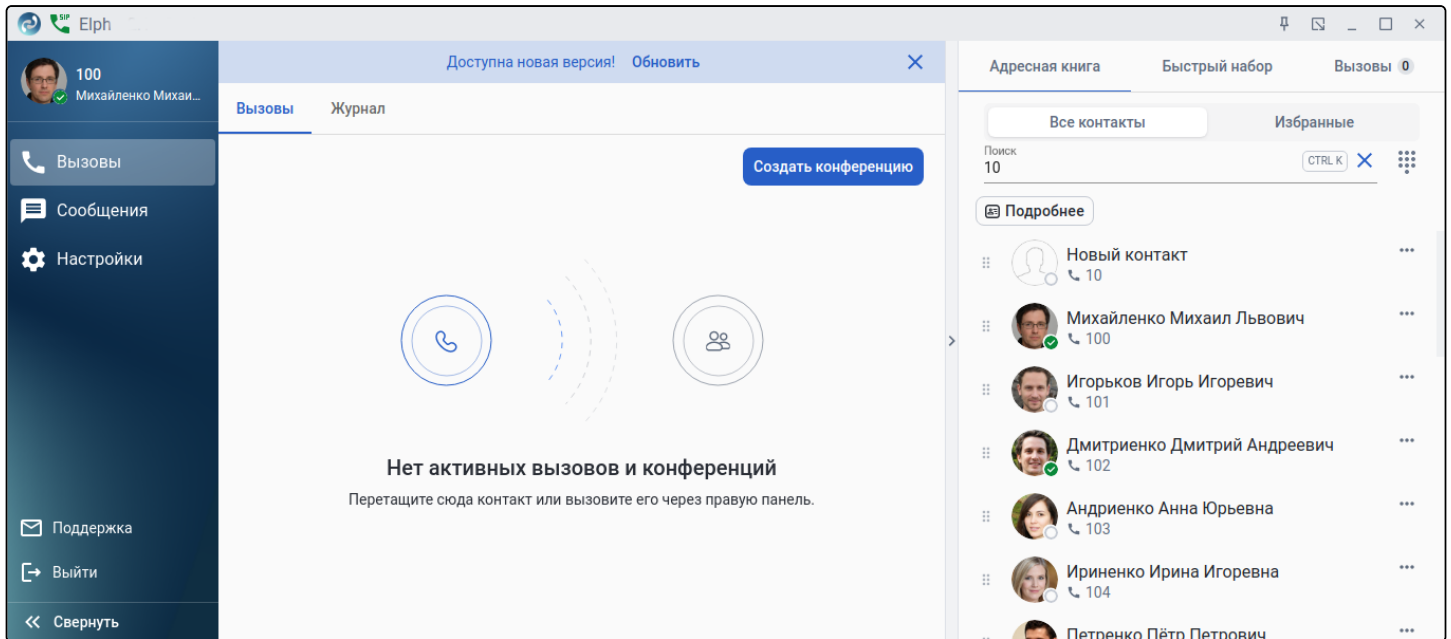 SIP
Elph
100
Михайленко Михаи...
Вызовы
Сообщения
Настройки
Поддержка
Выйти
Свернуть
Доступна новая версия! Обновить
Вызовы Журнал
Создать конференцию
Нет активных вызовов и конференций
Перетащите сюда контакт или вызовите его через правую панель.
Адресная книга Быстрый набор Вызовы 0
Все контакты Избранные
Поиск
10 CTRL K
Подробнее
Новый контакт
10
Михайленко Михаил Львович
100
Игорьков Игорь Игоревич
101
Дмитриенко Дмитрий Андреевич
102
Андриенко Анна Юрьевна
103
Ириненко Ирина Игоревна
104
Петренко Пётр Петрович